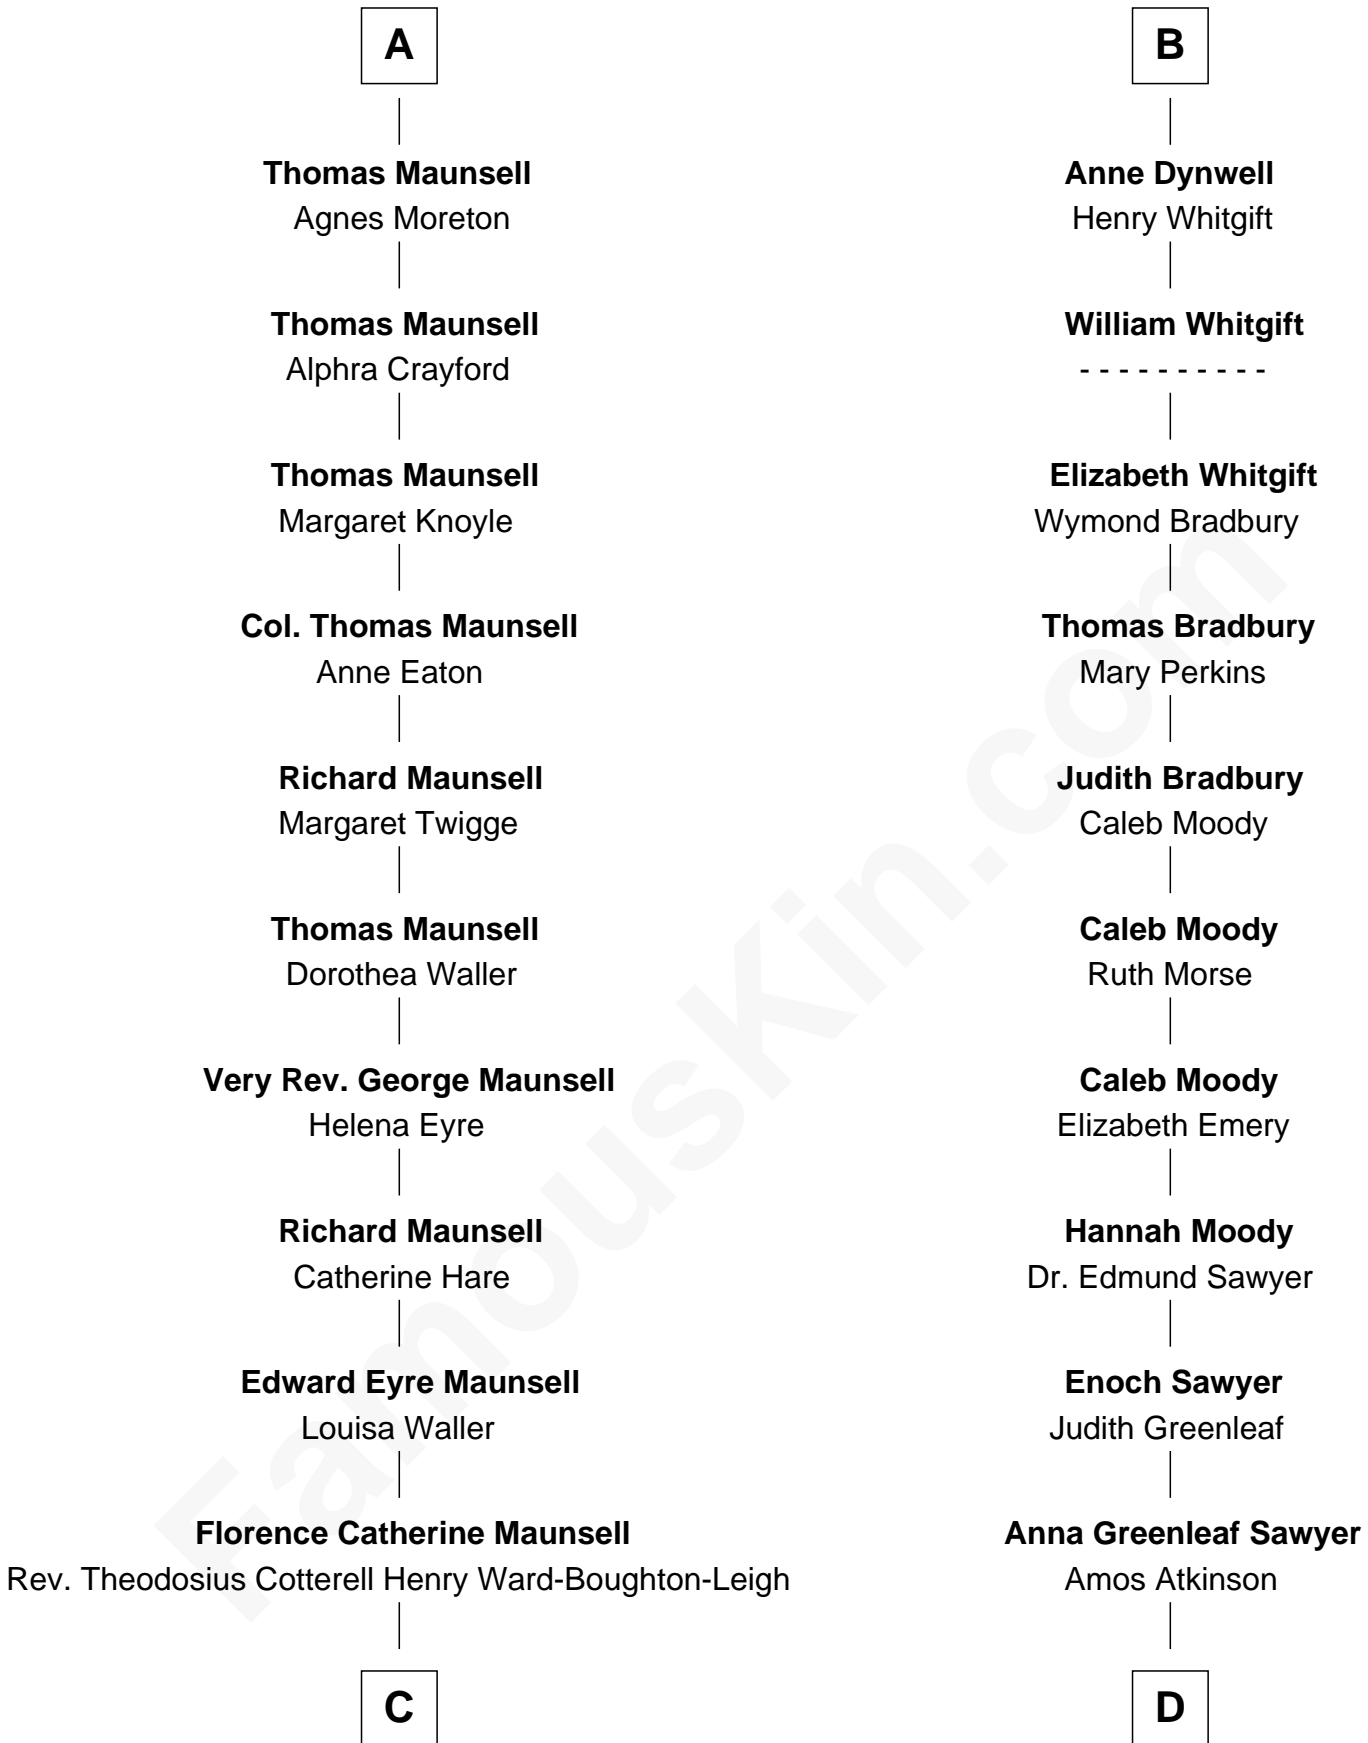 A
Thomas Maunsell
Agnes Moreton
Thomas Maunsell
Alphra Crayford
Thomas Maunsell
Margaret Knoyle
Col. Thomas Maunsell
Anne Eaton
Richard Maunsell
Margaret Twigge
Thomas Maunsell
Dorothea Waller
Very Rev. George Maunsell
Helena Eyre
Richard Maunsell
Catherine Hare
Edward Eyre Maunsell
Louisa Waller
Florence Catherine Maunsell
Rev. Theodosius Cotterell Henry Ward-Boughton-Leigh
C
B
Anne Dynwell
Henry Whitgift
William Whitgift
- - - - - - - - - -
Elizabeth Whitgift
Wymond Bradbury
Thomas Bradbury
Mary Perkins
Judith Bradbury
Caleb Moody
Caleb Moody
Ruth Morse
Caleb Moody
Elizabeth Emery
Hannah Moody
Dr. Edmund Sawyer
Enoch Sawyer
Judith Greenleaf
Anna Greenleaf Sawyer
Amos Atkinson
D
FamousKin.com